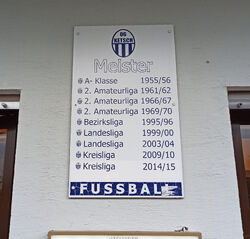 06
KETSCH
Meister
A- Klasse 1955/56
2. Amateurliga 1961/62
2. Amateurliga 1966/67
2. Amateurliga 1969/70
Bezirksliga 1995/96
Landesliga 1999/00
Landesliga 2003/04
Kreisliga 2009/10
Kreisliga 2014/15
FUSSBALL